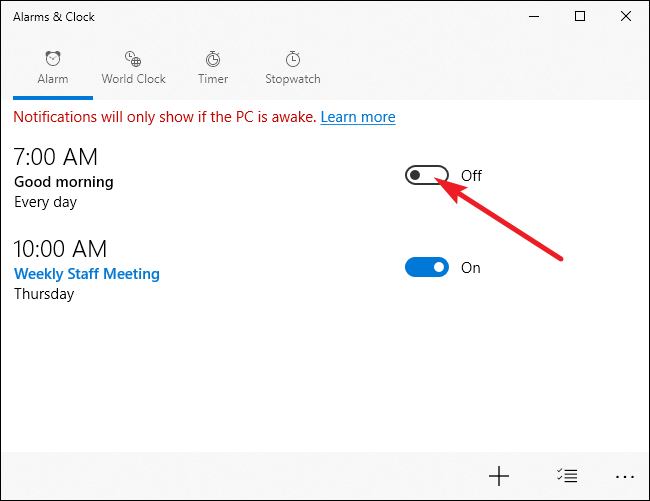 Alarms & Clock
Alarm World Clock Timer Stopwatch
Notifications will only show if the PC is awake. Learn more
7:00 AM
Good morning
Off
Every day
10:00 AM
Weekly Staff Meeting
On
Thursday